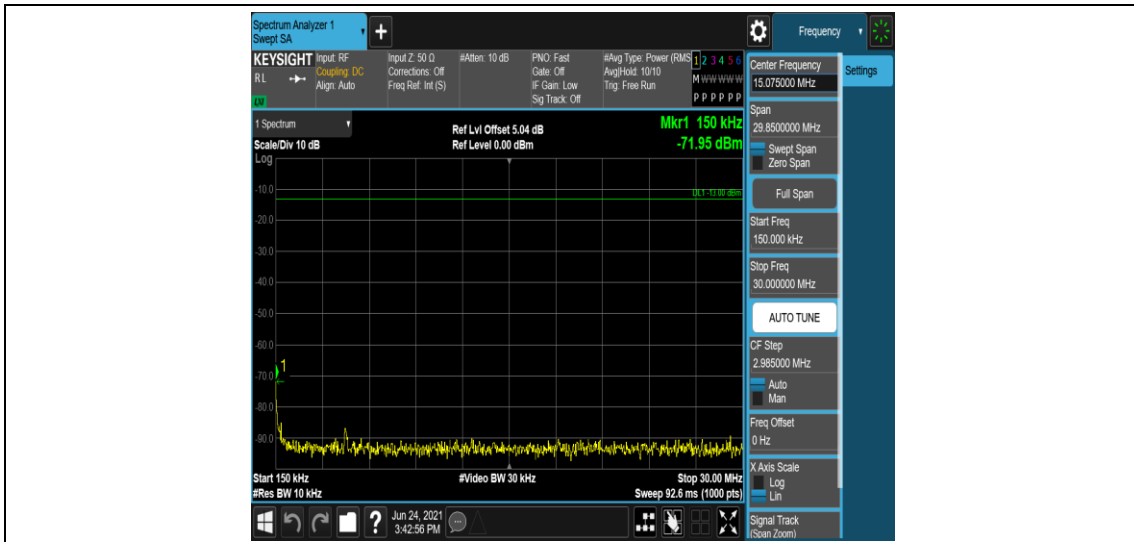 Spectrum Analyzer 1
Swept SA
+
Frequency
KEYSIGHT
RL
LXI
Input: RF
Coupling: DC
Align: Auto
Input Z: 50 Ω
Corrections: Off
Freq Ref: Int (S)
#Atten: 10 dB
PNO: Fast
Gate: Off
IF Gain: Low
Sig Track: Off
#Avg Type: Power (RMS
Avg|Hold: 10/10
Trig: Free Run
1 2 3 4 5 6
M W W W W W
P P P P P P
1 Spectrum
Scale/Div 10 dB
Log
Ref Lvl Offset 5.04 dB
Ref Level 0.00 dBm
Mkr1 150 kHz
-71.95 dBm
DL1 -13.00 dBm
-10.0
-20.0
-30.0
-40.0
-50.0
-60.0
1
-70.0
-80.0
-90.0
Start 150 kHz
#Res BW 10 kHz
#Video BW 30 kHz
Stop 30.00 MHz
Sweep 92.6 ms (1000 pts)
?
Jun 24, 2021
3:42:56 PM
Center Frequency
15.075000 MHz
Settings
Span
29.8500000 MHz
Swept Span
Zero Span
Full Span
Start Freq
150.000 kHz
Stop Freq
30.000000 MHz
AUTO TUNE
CF Step
2.985000 MHz
Auto
Man
Freq Offset
0 Hz
X Axis Scale
Log
Lin
Signal Track
(Span Zoom)